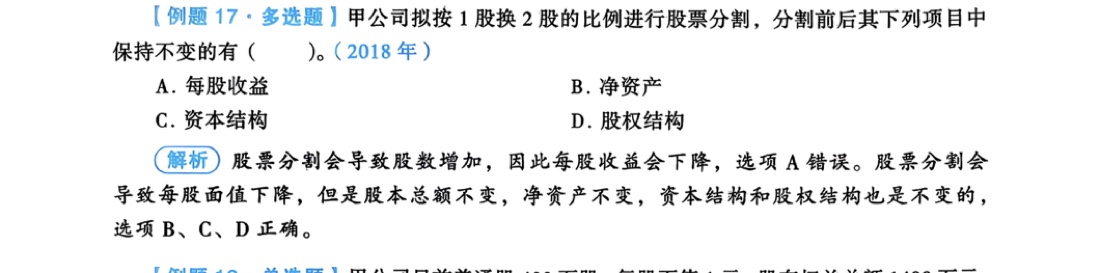 【例题 17·多选题】甲公司拟按 1 股换 2 股的比例进行股票分割，分割前后其下列项目中
保持不变的有（　　）。（2018 年）
A. 每股收益　　B. 净资产
C. 资本结构　　D. 股权结构
解析 股票分割会导致股数增加，因此每股收益会下降，选项 A 错误。股票分割会
导致每股面值下降，但是股本总额不变，净资产不变，资本结构和股权结构也是不变的，
选项 B、C、D 正确。